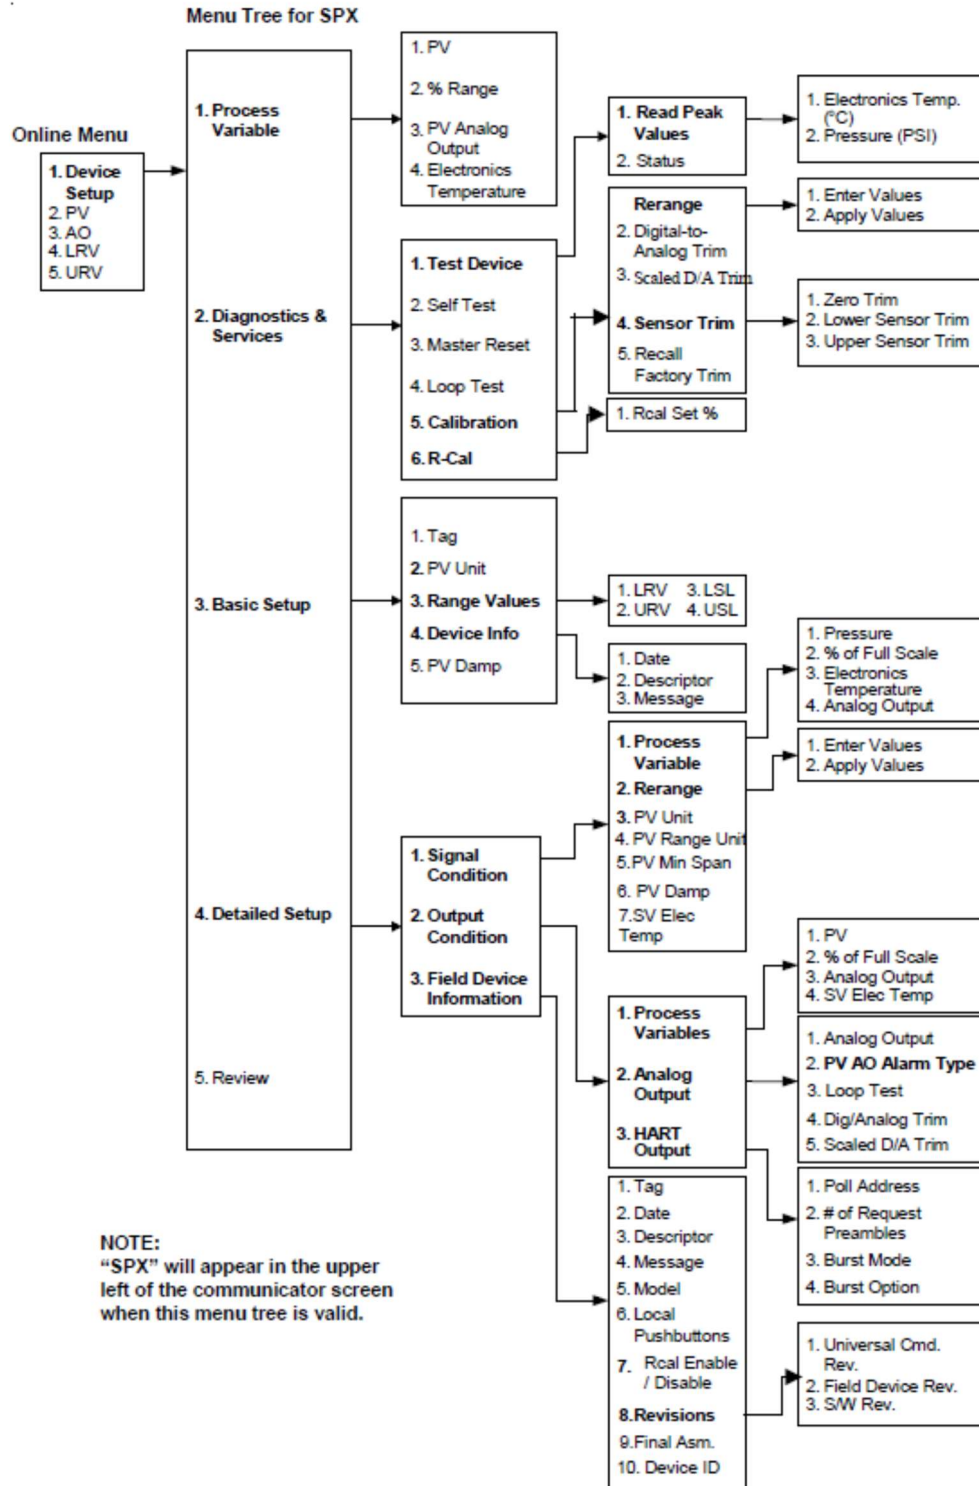 Menu Tree for SPX
Online Menu
1. Device
Setup
2. PV
3. AO
4. LRV
5. URV
1. Process
Variable
2. Diagnostics &
Services
3. Basic Setup
4. Detailed Setup
5. Review
1. PV
2. % Range
3. PV Analog
Output
4. Electronics
Temperature
1. Test Device
2. Self Test
3. Master Reset
4. Loop Test
5. Calibration
6. R-Cal
1. Read Peak
Values
2. Status
1. Electronics Temp.
(°C)
2. Pressure (PSI)
Rerange
2. Digital-to-
Analog Trim
3. Scaled D/A Trim
4. Sensor Trim
5. Recall
Factory Trim
1. Enter Values
2. Apply Values
1. Zero Trim
2. Lower Sensor Trim
3. Upper Sensor Trim
1. Rcal Set %
1. Tag
2. PV Unit
3. Range Values
4. Device Info
5. PV Damp
1. LRV 3. LSL
2. URV 4. USL
1. Date
2. Descriptor
3. Message
1. Signal
Condition
2. Output
Condition
3. Field Device
Information
1. Process
Variable
2. Rerange
3. PV Unit
4. PV Range Unit
5.PV Min Span
6. PV Damp
7.SV Elec
Temp
1. Pressure
2. % of Full Scale
3. Electronics
Temperature
4. Analog Output
1. Enter Values
2. Apply Values
1. Process
Variables
2. Analog
Output
3. HART
Output
1. PV
2. % of Full Scale
3. Analog Output
4. SV Elec Temp
1. Analog Output
2. PV AO Alarm Type
3. Loop Test
4. Dig/Analog Trim
5. Scaled D/A Trim
1. Poll Address
2. # of Request
Preambles
3. Burst Mode
4. Burst Option
1. Tag
2. Date
3. Descriptor
4. Message
5. Model
6. Local
Pushbuttons
7. Rcal Enable
/ Disable
8.Revisions
9.Final Asm.
10. Device ID
1. Universal Cmd.
Rev.
2. Field Device Rev.
3. S/W Rev.
NOTE:
“SPX” will appear in the upper
left of the communicator screen
when this menu tree is valid.